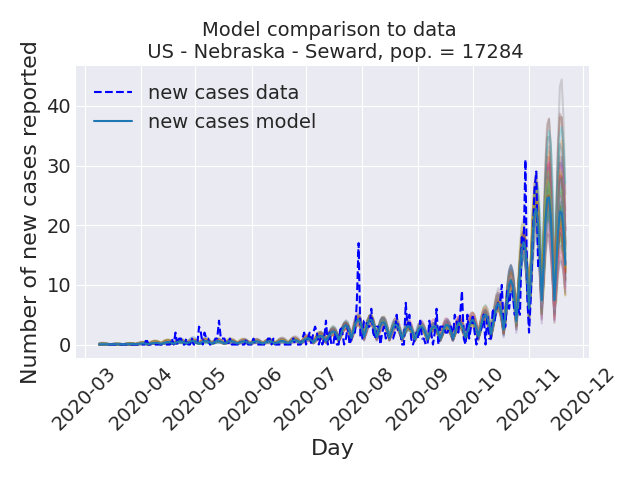 Model comparison to data
US - Nebraska - Seward, pop. = 17284
Number of new cases reported
new cases data
new cases model
40
30
20
10
0
2020-03
2020-04
2020-05
2020-06
2020-07
2020-08
2020-09
2020-10
2020-11
2020-12
Day